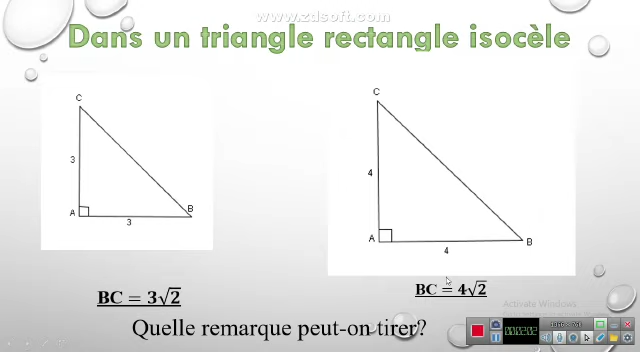 www.zdsoft.com
Dans un triangle rectangle isocèle
C
3
A
B
3
C
4
A
B
4
BC = 3√2
BC = 4√2
Activate Windows
Quelle remarque peut-on tirer?